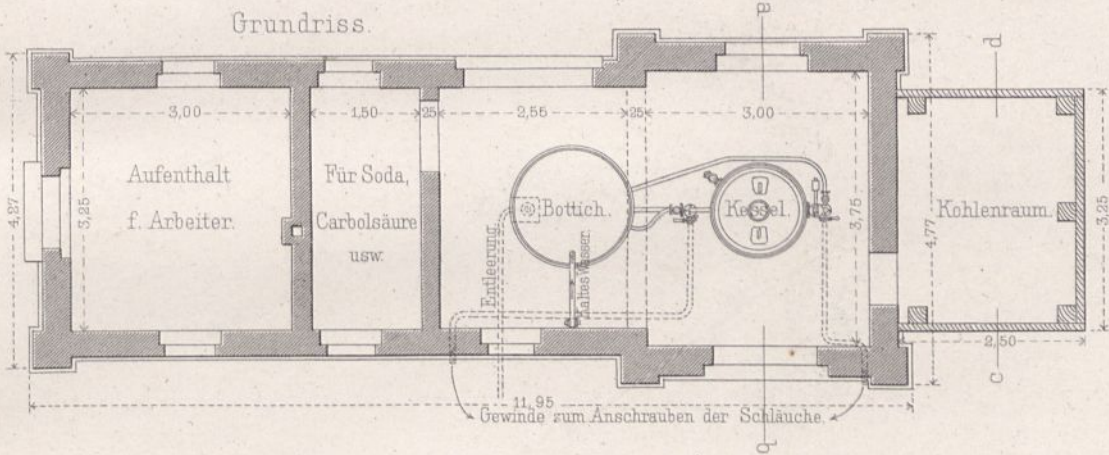 Grundriss.
a
d
3,00
1,50
25
2,55
25
3,00
4,27
3,25
Aufenthalt
f. Arbeiter.
Für Soda,
Carbolsäure
usw.
Bottich.
Kessel.
Kohlenraum.
Entleerung.
kaltes Wasser.
3,75
4,77
3,25
2,50
c
11,95
Gewinde zum Anschrauben der Schläuche.
b